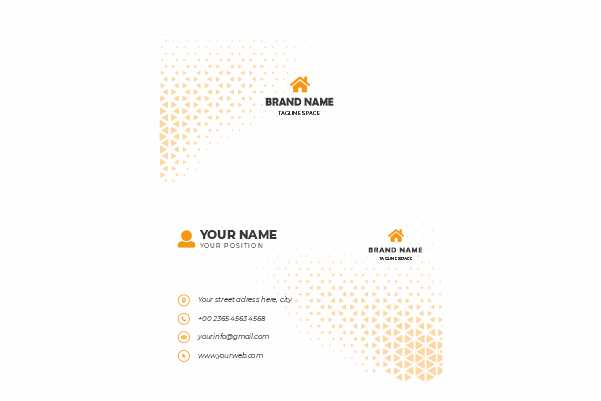 BRAND NAME
TAGLINE SPACE
YOUR NAME
YOUR POSITION
BRAND NAME
TAGLINE SPACE
Your street adress here, city
+00 2365 4563 4568
yourinfo@gmail.com
www.yourweb.com